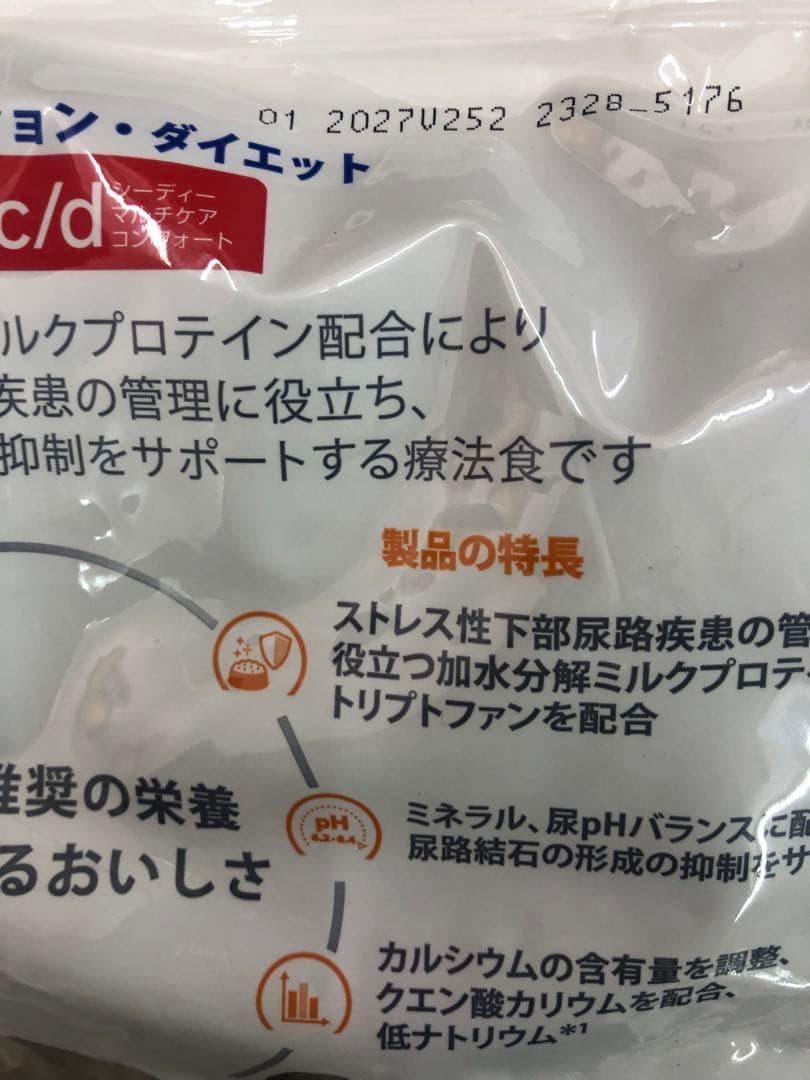 01 2027V252 2328_5176
ョン・ダイエット
c/d
シーディー
マルチケア
コンフォート
ルクプロテイン配合により
疾患の管理に役立ち、
抑制をサポートする療法食です
製品の特長
ストレス性下部尿路疾患の管
役立つ加水分解ミルクプロテ
トリプトファンを配合
推奨の栄養
るおいしさ
pH
6.2-6.4
ミネラル、尿pHバランスに配
尿路結石の形成の抑制をサ
カルシウムの含有量を調整、
クエン酸カリウムを配合、
低ナトリウム*1